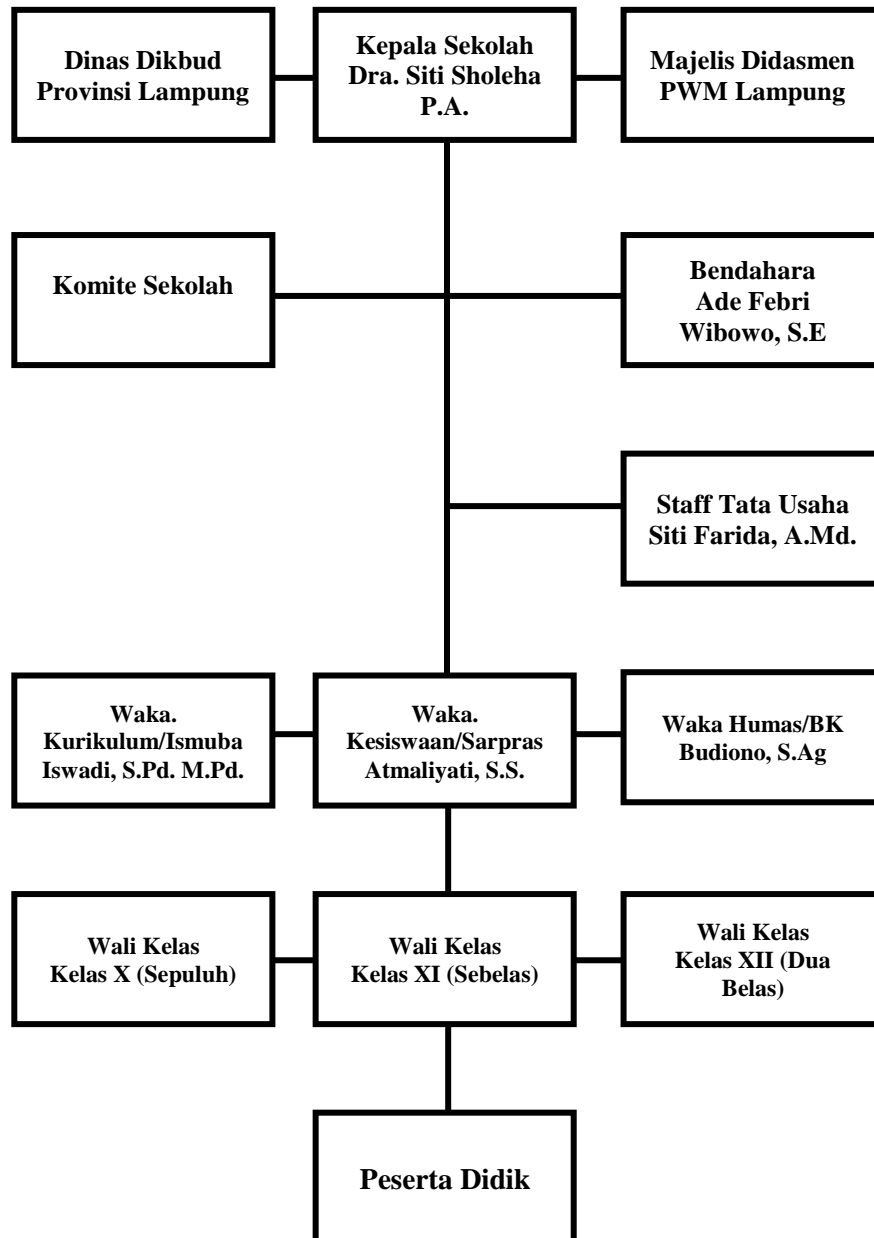 Dinas Dikbud
Provinsi Lampung
Kepala Sekolah
Dra. Siti Sholeha
P.A.
Majelis Didasmen
PWM Lampung
Komite Sekolah
Bendahara
Ade Febri
Wibowo, S.E
Staff Tata Usaha
Siti Farida, A.Md.
Waka.
Kurikulum/Ismuba
Iswadi, S.Pd. M.Pd.
Waka.
Kesiswaan/Sarpras
Atmaliyati, S.S.
Waka Humas/BK
Budiono, S.Ag
Wali Kelas
Kelas X (Sepuluh)
Wali Kelas
Kelas XI (Sebelas)
Wali Kelas
Kelas XII (Dua
Belas)
Peserta Didik